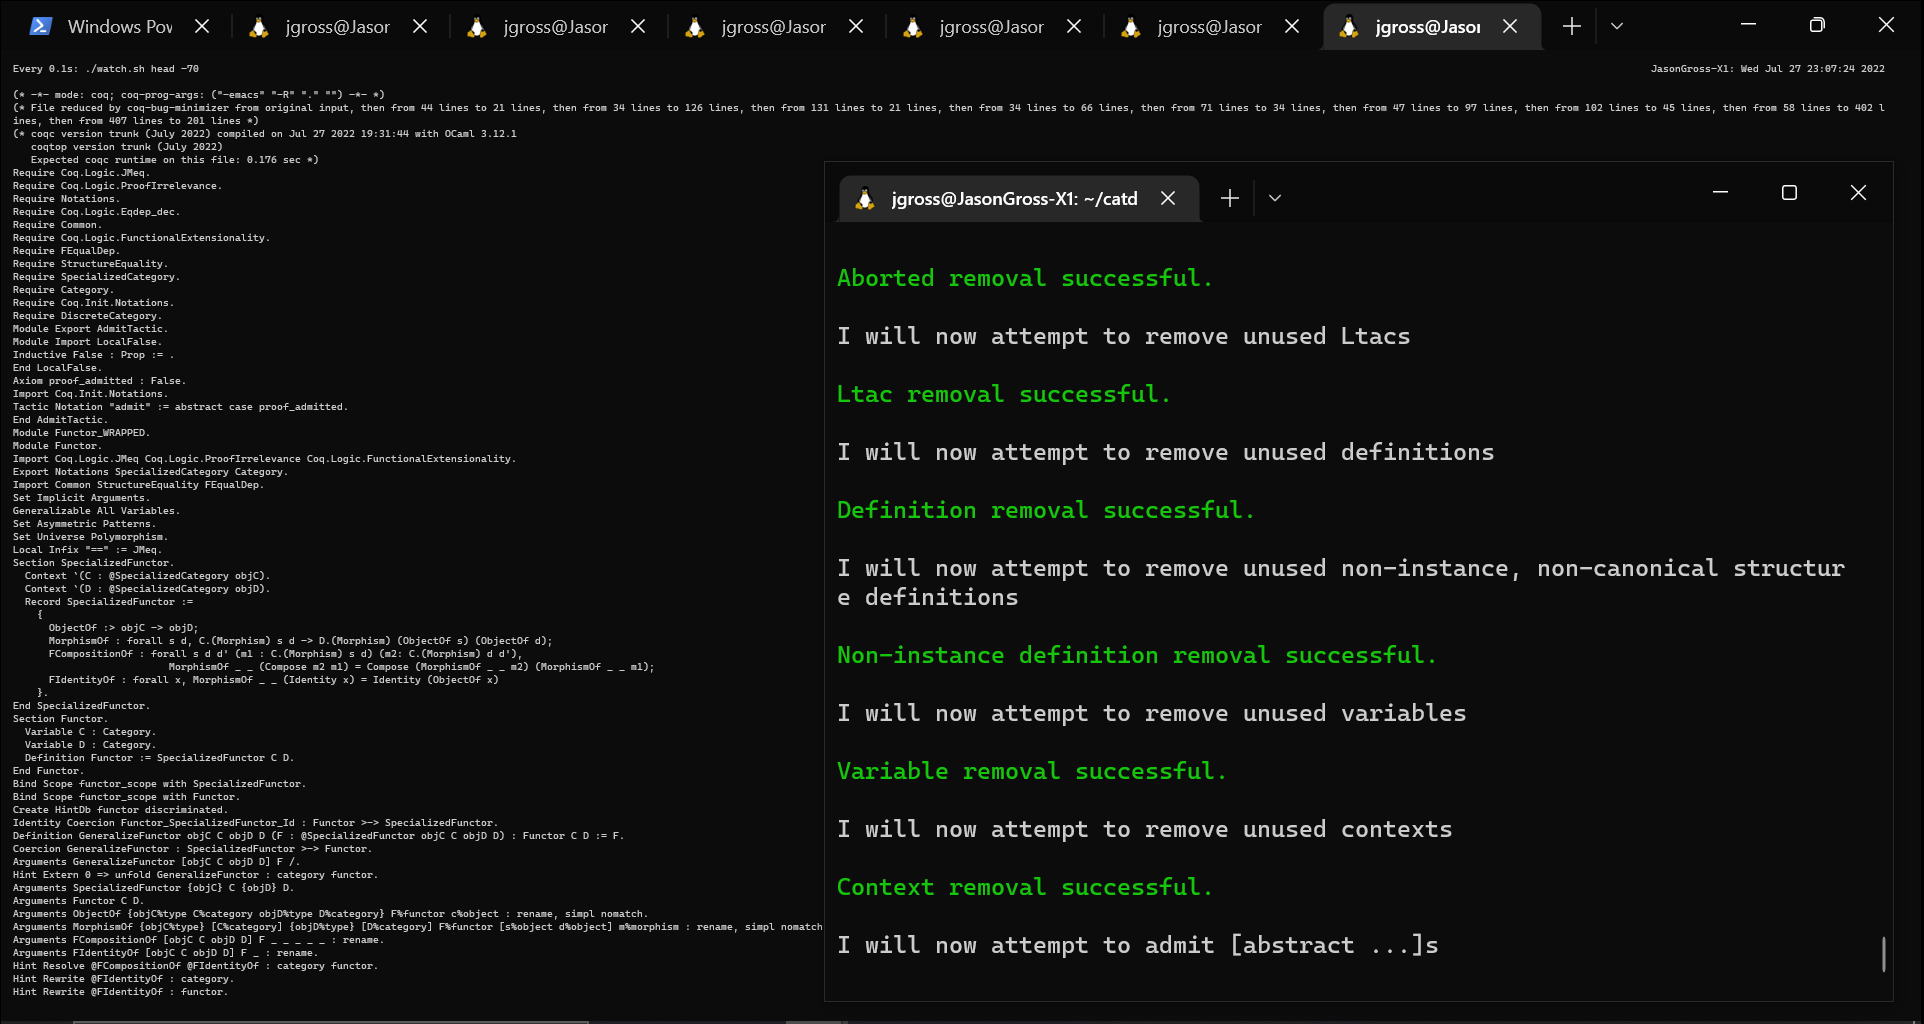 Windows Pov
jgross@Jasor
jgross@Jasor
jgross@Jasor
jgross@Jasor
jgross@Jasor
jgross@Jasor
Every 0.1s: ./watch.sh head -70
JasonGross-X1: Wed Jul 27 23:07:24 2022
(* -*- mode: coq; coq-prog-args: ("-emacs" "-R" "." "") -*- *)
(* File reduced by coq-bug-minimizer from original input, then from 44 lines to 21 lines, then from 34 lines to 126 lines, then from 131 lines to 21 lines, then from 34 lines to 66 lines, then from 71 lines to 34 lines, then from 47 lines to 97 lines, then from 102 lines to 45 lines, then from 58 lines to 402 l
ines, then from 407 lines to 201 lines *)
(* coqc version trunk (July 2022) compiled on Jul 27 2022 19:31:44 with OCaml 3.12.1
coqtop version trunk (July 2022)
Expected coqc runtime on this file: 0.176 sec *)
Require Coq.Logic.JMeq.
Require Coq.Logic.ProofIrrelevance.
Require Notations.
Require Coq.Logic.Eqdep_dec.
Require Common.
Require Coq.Logic.FunctionalExtensionality.
Require FEqualDep.
Require StructureEquality.
Require SpecializedCategory.
Require Category.
Require Coq.Init.Notations.
Require DiscreteCategory.
Module Export AdmitTactic.
Module Import LocalFalse.
Inductive False : Prop := .
End LocalFalse.
Axiom proof_admitted : False.
Import Coq.Init.Notations.
Tactic Notation "admit" := abstract case proof_admitted.
End AdmitTactic.
Module Functor_WRAPPED.
Module Functor.
Import Coq.Logic.JMeq Coq.Logic.ProofIrrelevance Coq.Logic.FunctionalExtensionality.
Export Notations SpecializedCategory Category.
Import Common StructureEquality FEqualDep.
Set Implicit Arguments.
Generalizable All Variables.
Set Asymmetric Patterns.
Set Universe Polymorphism.
Local Infix "==" := JMeq.
Section SpecializedFunctor.
Context `(C : @SpecializedCategory objC).
Context `(D : @SpecializedCategory objD).
Record SpecializedFunctor :=
{
ObjectOf :> objC -> objD;
MorphismOf : forall s d, C.(Morphism) s d -> D.(Morphism) (ObjectOf s) (ObjectOf d);
FCompositionOf : forall s d d' (m1 : C.(Morphism) s d) (m2: C.(Morphism) d d'),
MorphismOf _ _ (Compose m2 m1) = Compose (MorphismOf _ _ m2) (MorphismOf _ _ m1);
FIdentityOf : forall x, MorphismOf _ _ (Identity x) = Identity (ObjectOf x)
}.
End SpecializedFunctor.
Section Functor.
Variable C : Category.
Variable D : Category.
Definition Functor := SpecializedFunctor C D.
End Functor.
Bind Scope functor_scope with SpecializedFunctor.
Bind Scope functor_scope with Functor.
Create HintDb functor discriminated.
Identity Coercion Functor_SpecializedFunctor_Id : Functor >-> SpecializedFunctor.
Definition GeneralizeFunctor objC C objD D (F : @SpecializedFunctor objC C objD D) : Functor C D := F.
Coercion GeneralizeFunctor : SpecializedFunctor >-> Functor.
Arguments GeneralizeFunctor [objC C objD D] F /.
Hint Extern 0 => unfold GeneralizeFunctor : category functor.
Arguments SpecializedFunctor {objC} C {objD} D.
Arguments Functor C D.
Arguments ObjectOf {objC%type C%category objD%type D%category} F%functor c%object : rename, simpl nomatch.
Arguments MorphismOf {objC%type} [C%category] {objD%type} [D%category] F%functor [s%object d%object] m%morphism : rename, simpl nomatch
Arguments FCompositionOf [objC C objD D] F _ _ _ _ _ : rename.
Arguments FIdentityOf [objC C objD D] F _ : rename.
Hint Resolve @FCompositionOf @FIdentityOf : category functor.
Hint Rewrite @FIdentityOf : category.
Hint Rewrite @FIdentityOf : functor.
jgross@JasonGross-X1: ~/catd
Aborted removal successful.
I will now attempt to remove unused Ltacs
Ltac removal successful.
I will now attempt to remove unused definitions
Definition removal successful.
I will now attempt to remove unused non-instance, non-canonical structur
e definitions
Non-instance definition removal successful.
I will now attempt to remove unused variables
Variable removal successful.
I will now attempt to remove unused contexts
Context removal successful.
I will now attempt to admit [abstract ...]s